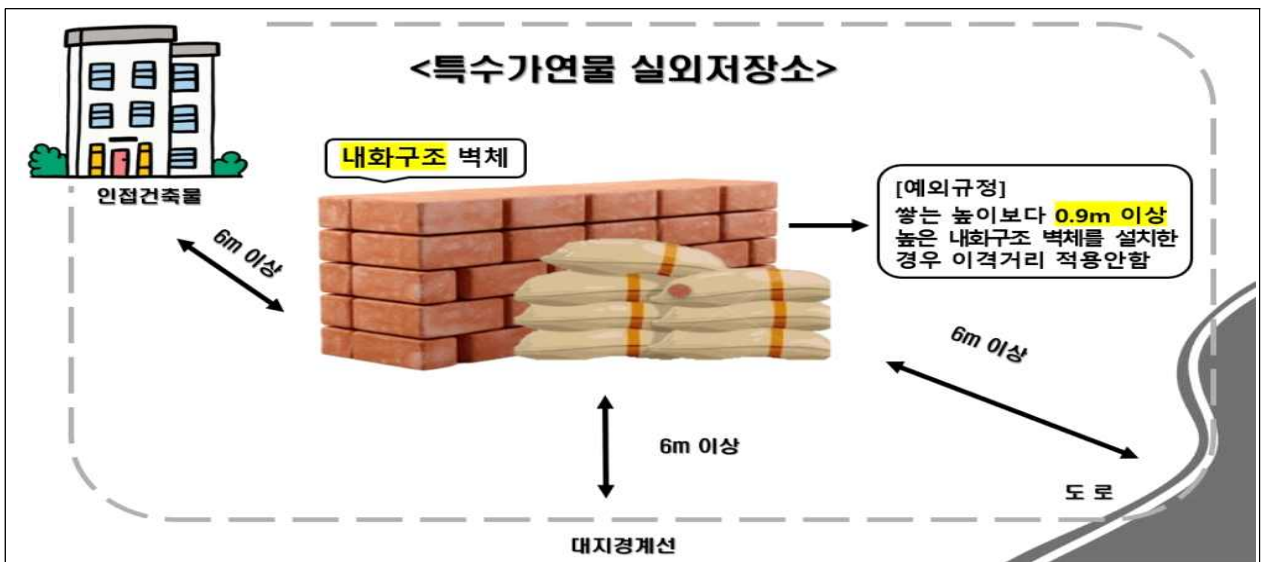 <특수가연물 실외저장소>
내화구조 벽체
인접건축물
[예외규정]
쌓는 높이보다 0.9m 이상
높은 내화구조 벽체를 설치한
경우 이격거리 적용안함
6m 이상
6m 이상
6m 이상
도 로
대지경계선